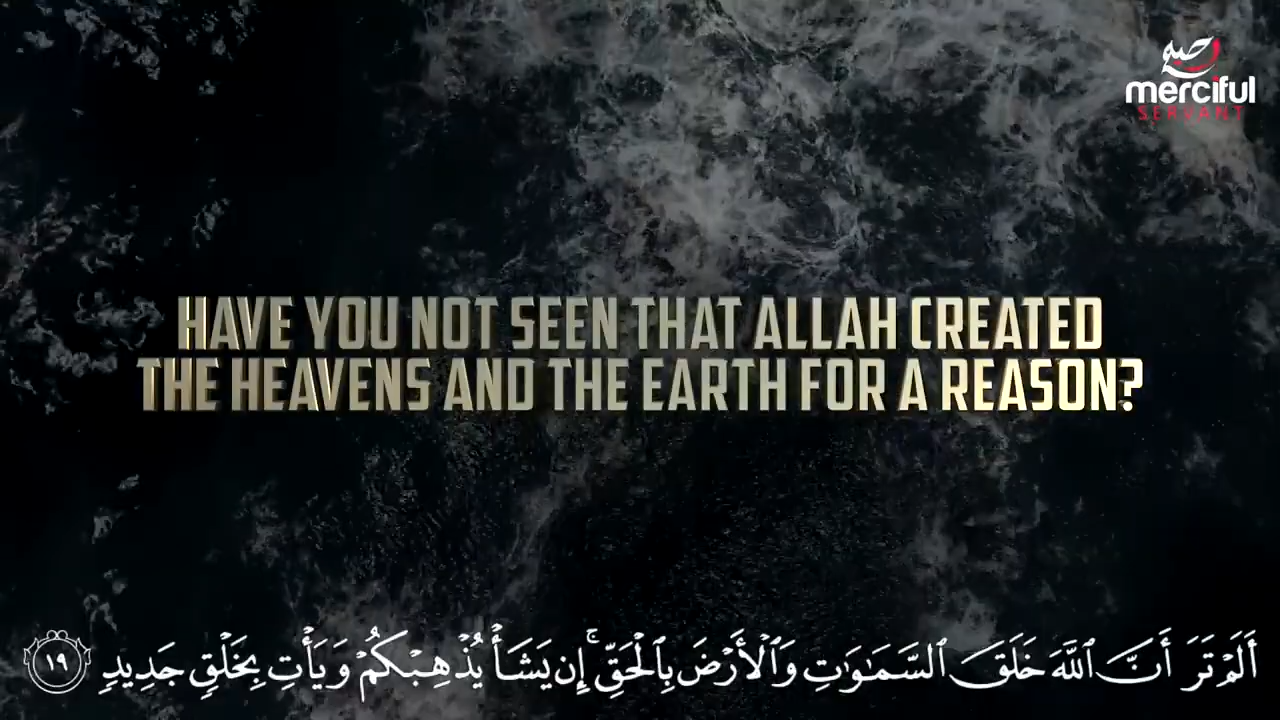 merciful
SERVANT
HAVE YOU NOT SEEN THAT ALLAH CREATED
THE HEAVENS AND THE EARTH FOR A REASON?
أَلَمْ تَرَ أَنَّ ٱللَّهَ خَلَقَ ٱلسَّمَـٰوَٰتِ وَٱلْأَرْضَ بِٱلْحَقِّ ۚ إِن يَشَأْ يُذْهِبْكُمْ وَيَأْتِ بِخَلْقٍ جَدِيدٍ ١٩